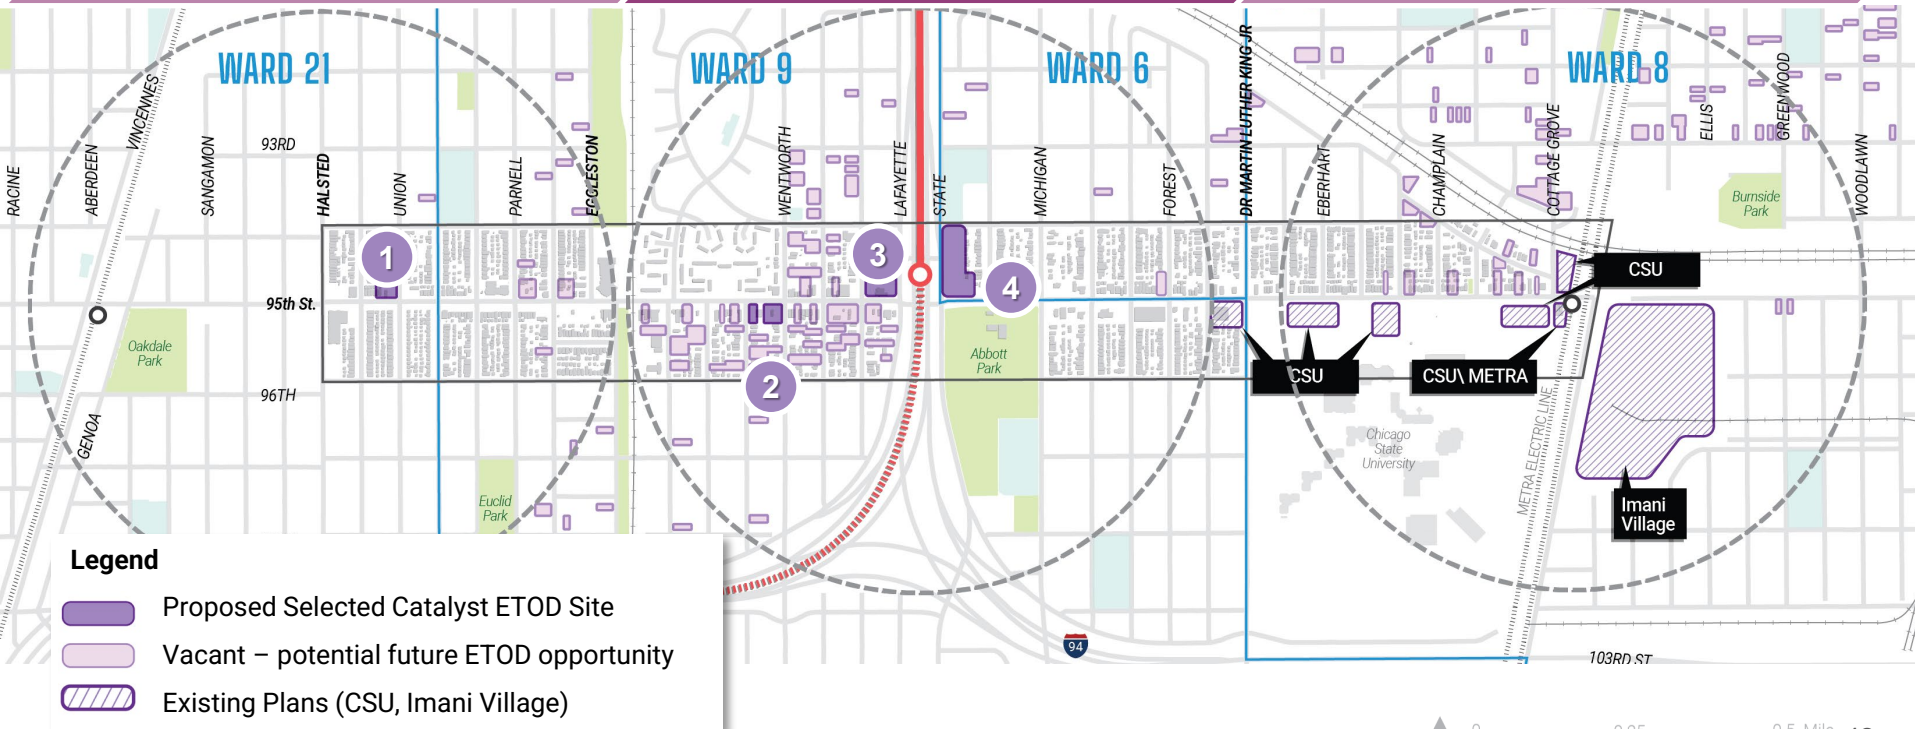 WARD 21
WARD 9
WARD 6
WARD 8
RACINE
ABERDEEN
VINCENNES
SANGAMON
93RD
HALSTED
UNION
PARNELL
EGGLESTON
WENTWORTH
LAFAYETTE
STATE
MICHIGAN
FOREST
DR MARTIN LUTHER KING JR
EBERHART
CHAMPLAIN
COTTAGE GROVE
ELLIS
GREENWOOD
WOODLAWN
Burnside
Park
1
3
4
2
CSU
95th St.
Oakdale
Park
Abbott
Park
CSU
CSU\ METRA
96TH
GENOA
Chicago
State
University
METRA ELECTRIC LINE
Imani
Village
Euclid
Park
94
103RD ST
Legend
Proposed Selected Catalyst ETOD Site
Vacant – potential future ETOD opportunity
Existing Plans (CSU, Imani Village)